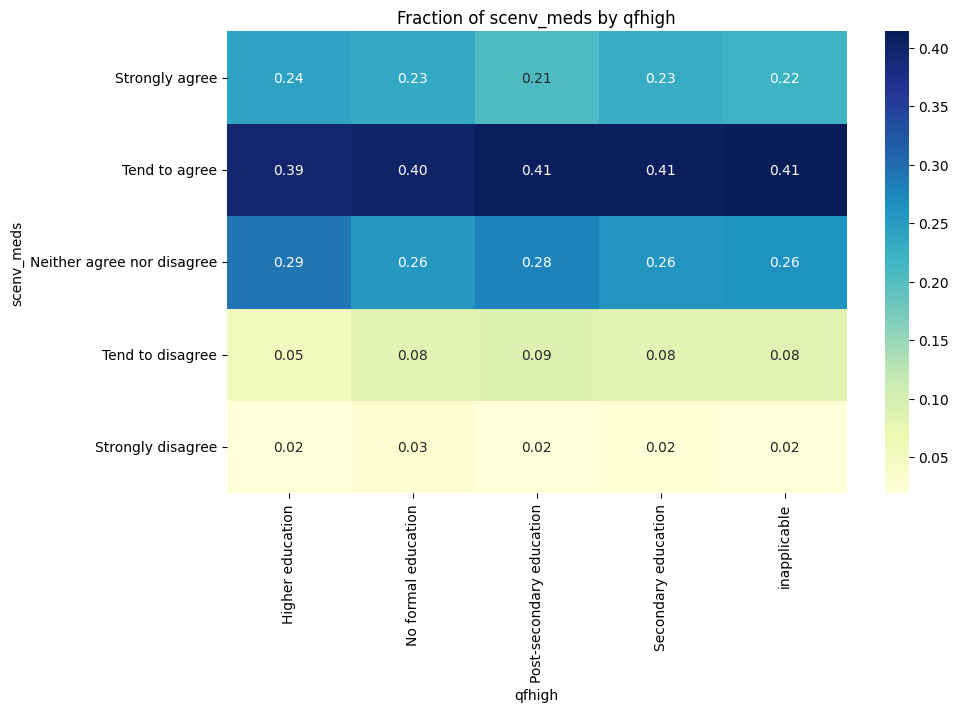 Fraction of scenv_meds by qfhigh
scenv_meds
Strongly agree 0.24 0.23 0.21 0.23 0.22
Tend to agree 0.39 0.40 0.41 0.41 0.41
Neither agree nor disagree 0.29 0.26 0.28 0.26 0.26
Tend to disagree 0.05 0.08 0.09 0.08 0.08
Strongly disagree 0.02 0.03 0.02 0.02 0.02
Higher education
No formal education
Post-secondary education
Secondary education
inapplicable
qfhigh
0.40
0.35
0.30
0.25
0.20
0.15
0.10
0.05